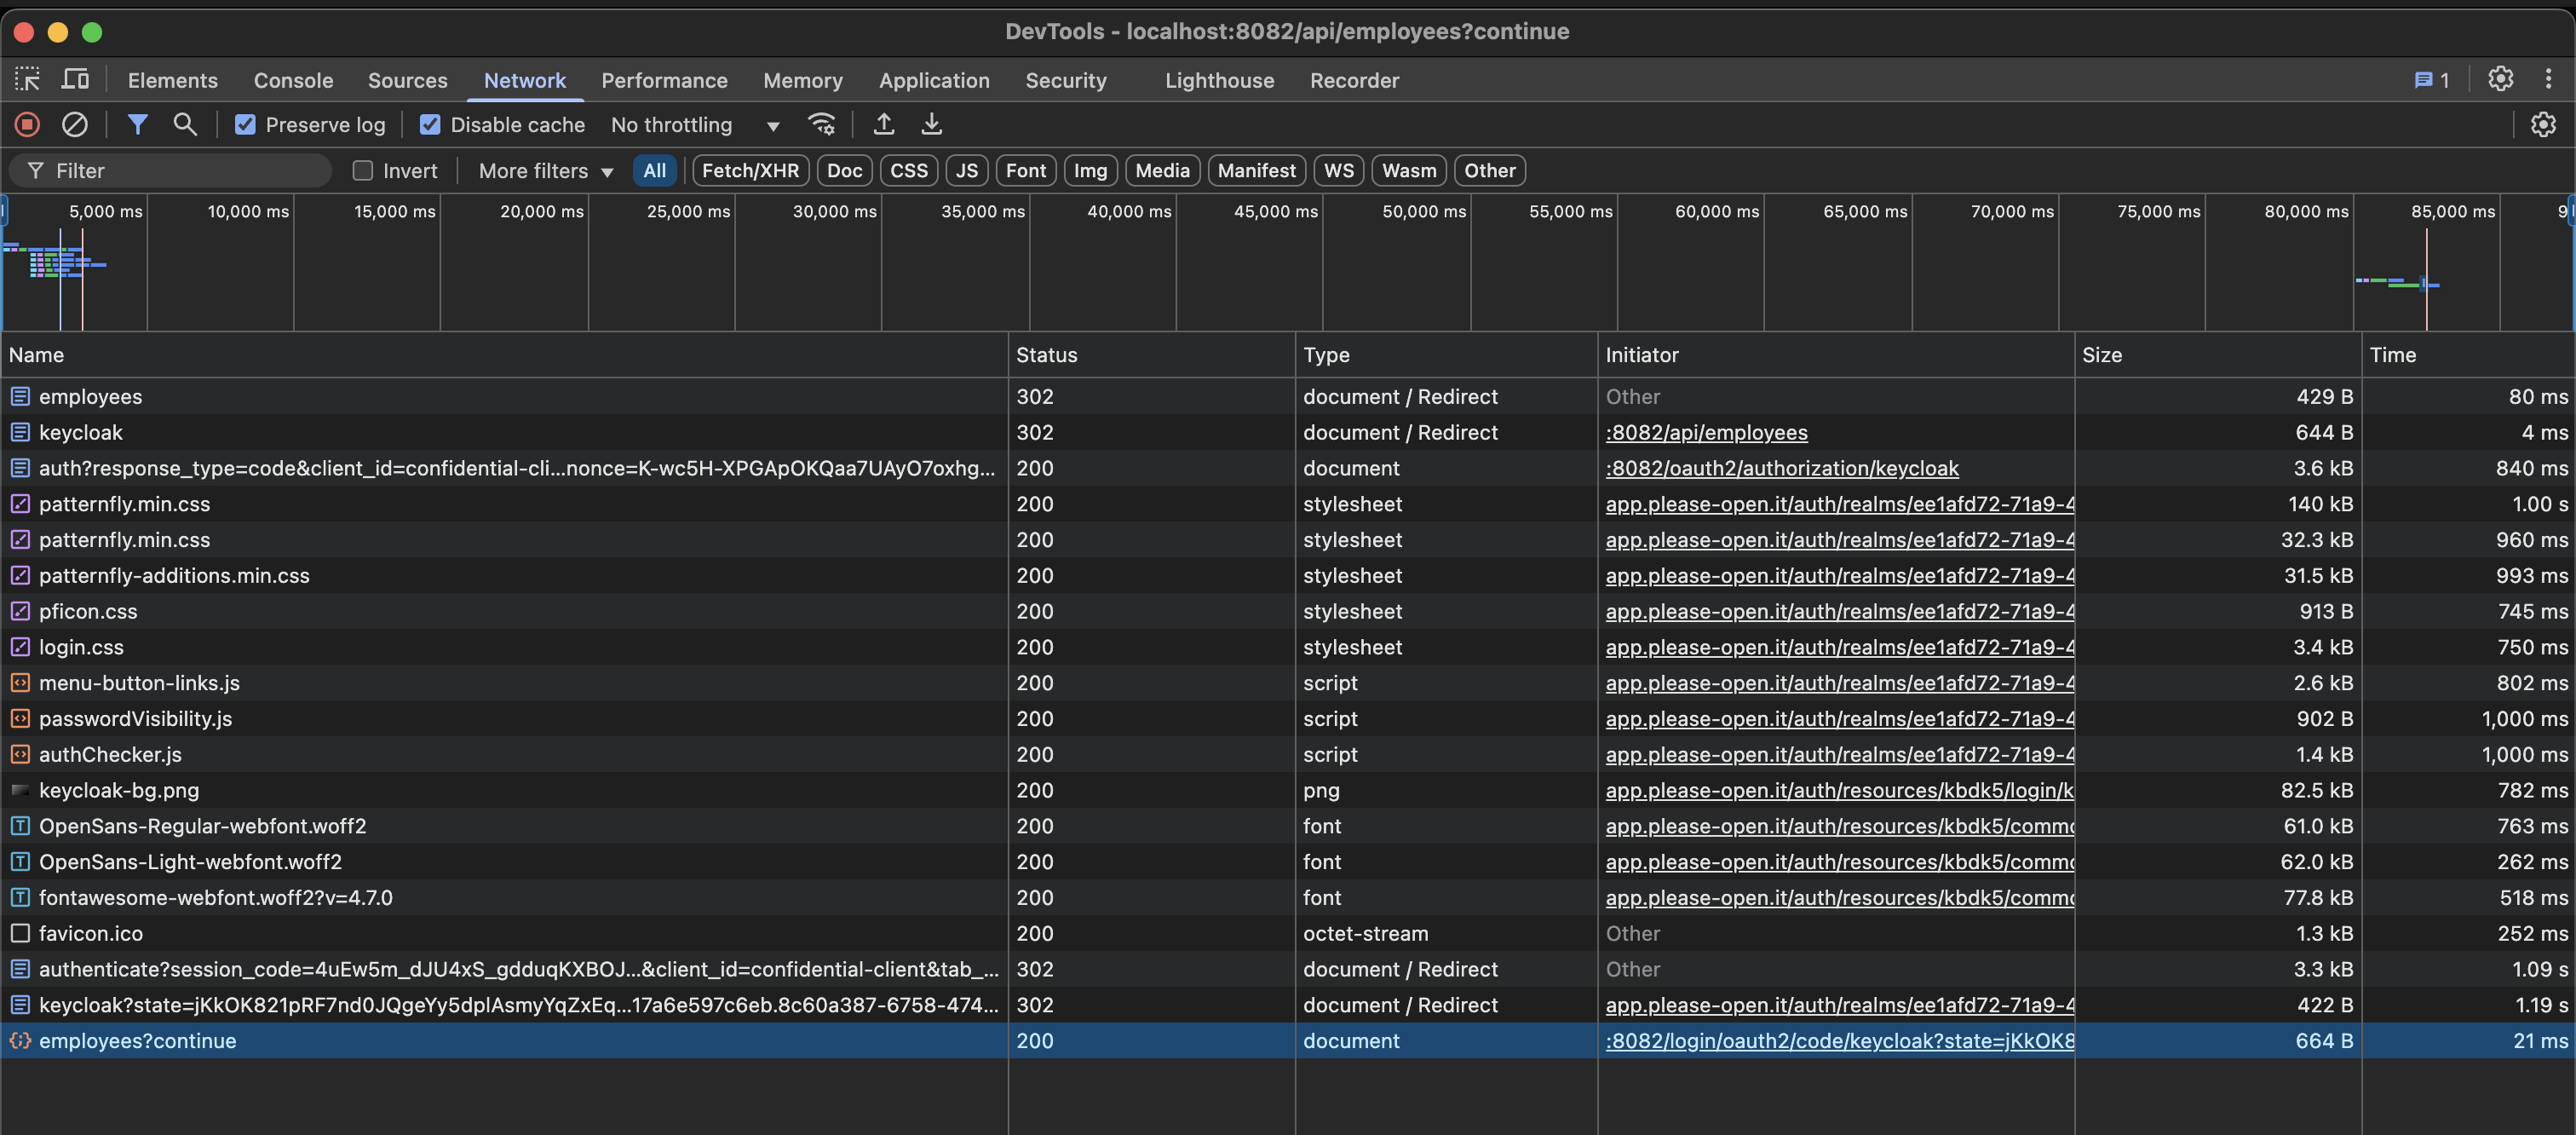 DevTools - localhost:8082/api/employees?continue
Elements Console Sources Network Performance Memory Application Security Lighthouse Recorder 1
Preserve log Disable cache No throttling
Filter Invert More filters All Fetch/XHR Doc CSS JS Font Img Media Manifest WS Wasm Other
5,000 ms 10,000 ms 15,000 ms 20,000 ms 25,000 ms 30,000 ms 35,000 ms 40,000 ms 45,000 ms 50,000 ms 55,000 ms 60,000 ms 65,000 ms 70,000 ms 75,000 ms 80,000 ms 85,000 ms 9
Name Status Type Initiator Size Time
employees 302 document / Redirect Other 429 B 80 ms
keycloak 302 document / Redirect :8082/api/employees 644 B 4 ms
auth?response_type=code&client_id=confidential-cli...nonce=K-wc5H-XPGApOKQaa7UAyO7oxhg... 200 document :8082/oauth2/authorization/keycloak 3.6 kB 840 ms
patternfly.min.css 200 stylesheet app.please-open.it/auth/realms/ee1afd72-71a9-4 140 kB 1.00 s
patternfly.min.css 200 stylesheet app.please-open.it/auth/realms/ee1afd72-71a9-4 32.3 kB 960 ms
patternfly-additions.min.css 200 stylesheet app.please-open.it/auth/realms/ee1afd72-71a9-4 31.5 kB 993 ms
pficon.css 200 stylesheet app.please-open.it/auth/realms/ee1afd72-71a9-4 913 B 745 ms
login.css 200 stylesheet app.please-open.it/auth/realms/ee1afd72-71a9-4 3.4 kB 750 ms
menu-button-links.js 200 script app.please-open.it/auth/realms/ee1afd72-71a9-4 2.6 kB 802 ms
passwordVisibility.js 200 script app.please-open.it/auth/realms/ee1afd72-71a9-4 902 B 1,000 ms
authChecker.js 200 script app.please-open.it/auth/realms/ee1afd72-71a9-4 1.4 kB 1,000 ms
keycloak-bg.png 200 png app.please-open.it/auth/resources/kbdk5/login/k 82.5 kB 782 ms
OpenSans-Regular-webfont.woff2 200 font app.please-open.it/auth/resources/kbdk5/commo 61.0 kB 763 ms
OpenSans-Light-webfont.woff2 200 font app.please-open.it/auth/resources/kbdk5/commo 62.0 kB 262 ms
fontawesome-webfont.woff2?v=4.7.0 200 font app.please-open.it/auth/resources/kbdk5/commo 77.8 kB 518 ms
favicon.ico 200 octet-stream Other 1.3 kB 252 ms
authenticate?session_code=4uEw5m_dJU4xS_gdduqKXBOJ...&client_id=confidential-client&tab_... 302 document / Redirect Other 3.3 kB 1.09 s
keycloak?state=jKkOK821pRF7nd0JQgeYy5dplAsmyYqZxEq...17a6e597c6eb.8c60a387-6758-474... 302 document / Redirect app.please-open.it/auth/realms/ee1afd72-71a9-4 422 B 1.19 s
employees?continue 200 document :8082/login/oauth2/code/keycloak?state=jKkOK8 664 B 21 ms